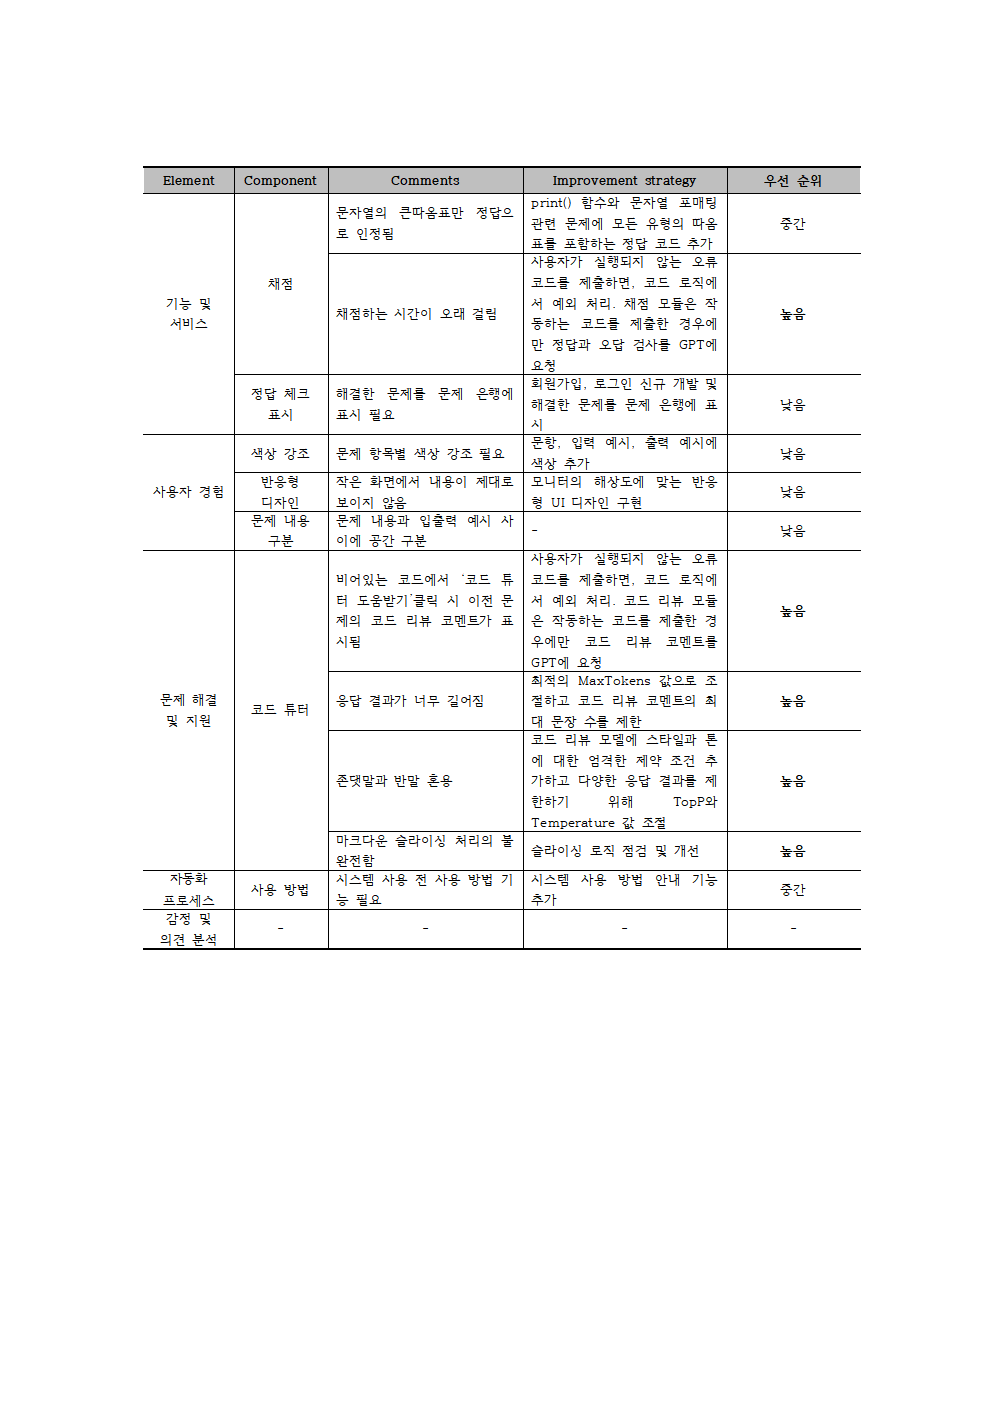 Element Component Comments Improvement strategy 우선 순위
기능 및
서비스
채점
문자열의 큰따옴표만 정답으
로 인정됨
print() 함수와 문자열 포매팅
관련 문제에 모든 유형의 따옴
표를 포함하는 정답 코드 추가
중간
채점하는 시간이 오래 걸림
사용자가 실행되지 않는 오류
코드를 제출하면, 코드 로직에
서 예외 처리. 채점 모듈은 작
동하는 코드를 제출한 경우에
만 정답과 오답 검사를 GPT에
요청
높음
정답 체크
표시
해결한 문제를 문제 은행에
표시 필요
회원가입, 로그인 신규 개발 및
해결한 문제를 문제 은행에 표
시
낮음
사용자 경험
색상 강조
문제 항목별 색상 강조 필요
문항, 입력 예시, 출력 예시에
색상 추가
낮음
반응형
디자인
작은 화면에서 내용이 제대로
보이지 않음
모니터의 해상도에 맞는 반응
형 UI 디자인 구현
낮음
문제 내용
구분
문제 내용과 입출력 예시 사
이에 공간 구분
-
낮음
문제 해결
및 지원
코드 튜터
비어있는 코드에서 '코드 튜
터 도움받기'클릭 시 이전 문
제의 코드 리뷰 코멘트가 표
시됨
사용자가 실행되지 않는 오류
코드를 제출하면, 코드 로직에
서 예외 처리. 코드 리뷰 모듈
은 작동하는 코드를 제출한 경
우에만 코드 리뷰 코멘트를
GPT에 요청
높음
응답 결과가 너무 길어짐
최적의 MaxTokens 값으로 조
절하고 코드 리뷰 코멘트의 최
대 문장 수를 제한
높음
존댓말과 반말 혼용
코드 리뷰 모델에 스타일과 톤
에 대한 엄격한 제약 조건 추
가하고 다양한 응답 결과를 제
한하기 위해 TopP와
Temperature 값 조절
높음
마크다운 슬라이싱 처리의 불
완전함
슬라이싱 로직 점검 및 개선
높음
자동화
프로세스
사용 방법
시스템 사용 전 사용 방법 기
능 필요
시스템 사용 방법 안내 기능
추가
중간
감정 및
의견 분석
-
-
-
-